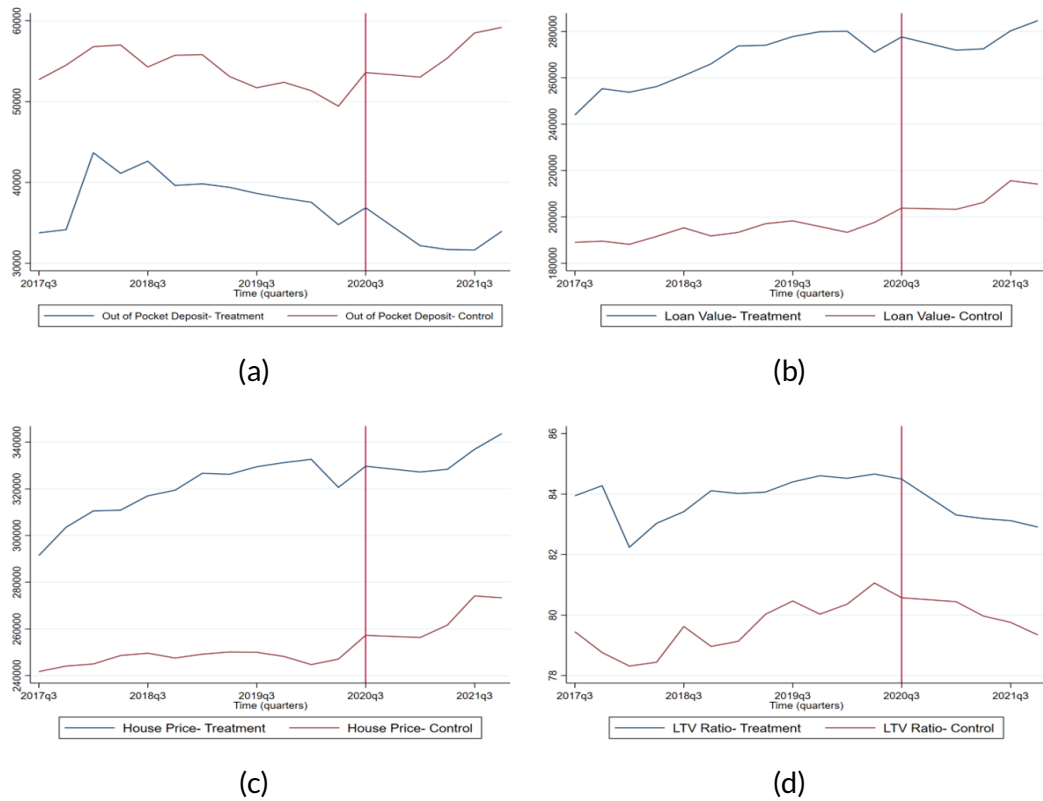 60000
50000
40000
30000
2017q3 2018q3 2019q3 2020q3 2021q3
Time (quarters)
Out of Pocket Deposit- Treatment Out of Pocket Deposit- Control
(a)
280000
260000
240000
220000
200000
180000
2017q3 2018q3 2019q3 2020q3 2021q3
Time (quarters)
Loan Value- Treatment Loan Value- Control
(b)
340000
320000
300000
280000
260000
240000
2017q3 2018q3 2019q3 2020q3 2021q3
Time (quarters)
House Price- Treatment House Price- Control
(c)
86
84
82
80
78
2017q3 2018q3 2019q3 2020q3 2021q3
Time (quarters)
LTV Ratio- Treatment LTV Ratio- Control
(d)